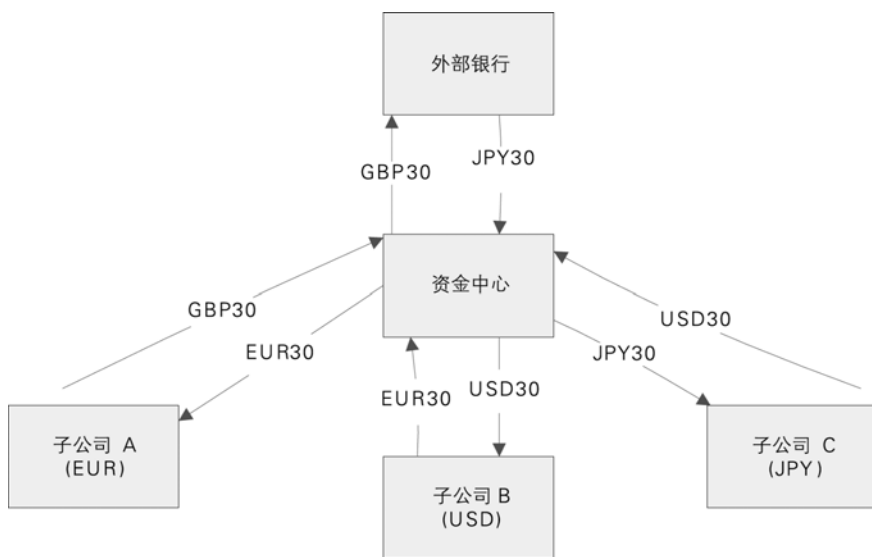 外部银行
GBP30
JPY30
资金中心
GBP30
USD30
EUR30
JPY30
EUR30
USD30
子公司 A
(EUR)
子公司 B
(USD)
子公司 C
(JPY)